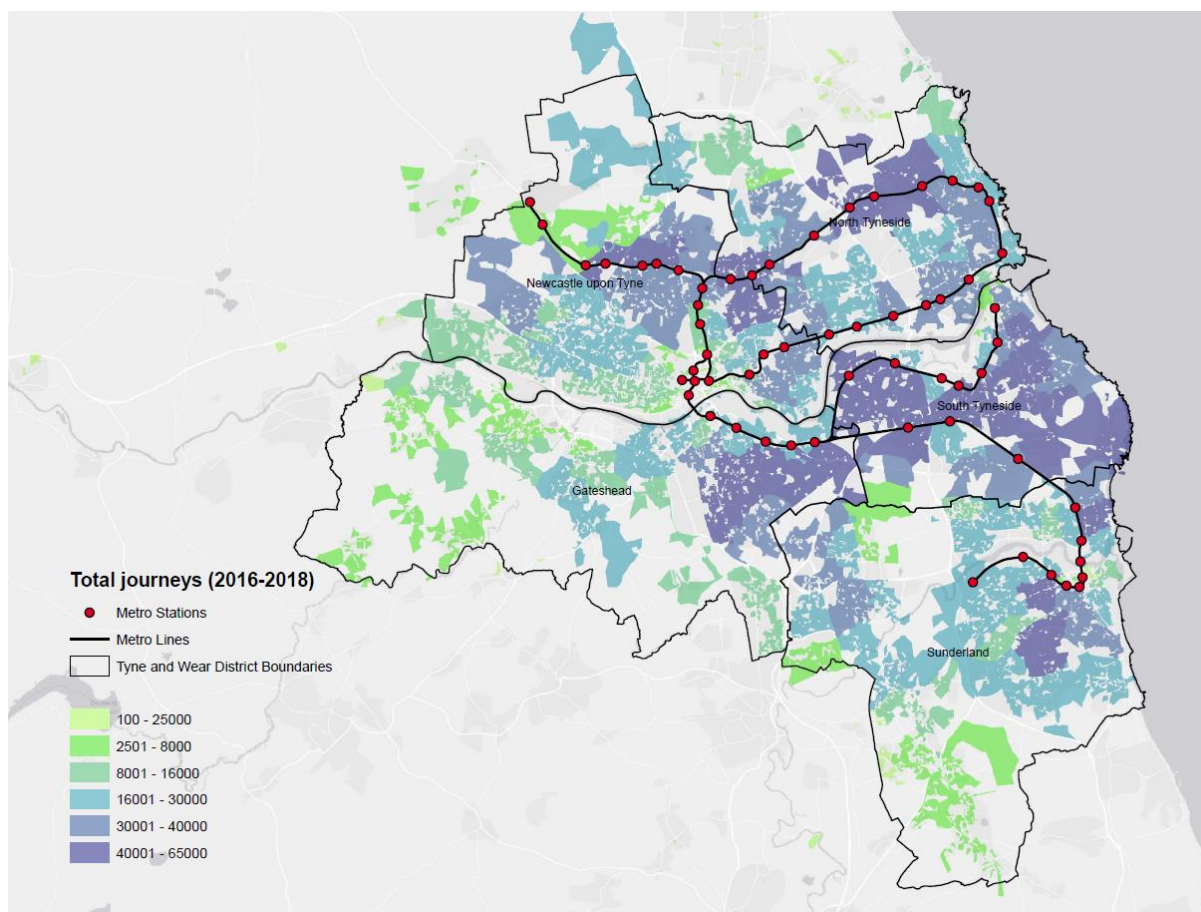 North Tyneside
Newcastle upon Tyne
South Tyneside
Gateshead
Sunderland
Total journeys (2016-2018)
Metro Stations
Metro Lines
Tyne and Wear District Boundaries
100 - 25000
2501 - 8000
8001 - 16000
16001 - 30000
30001 - 40000
40001 - 65000